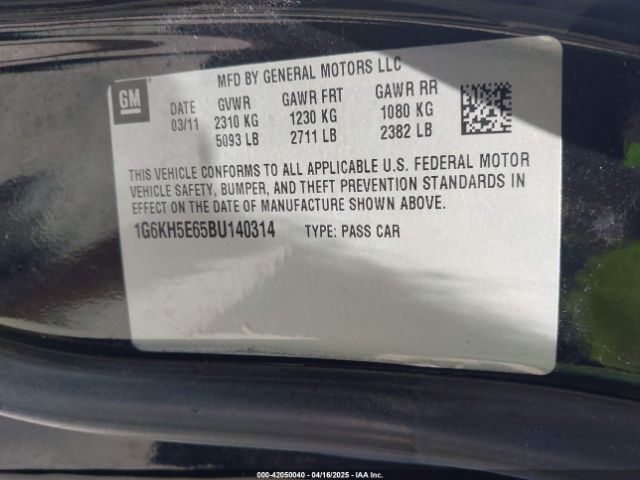 MFD BY GENERAL MOTORS LLC
GM
DATE GVWR GAWR FRT GAWR RR
03/11 2310 KG 1230 KG 1080 KG
5093 LB 2711 LB 2382 LB
THIS VEHICLE CONFORMS TO ALL APPLICABLE U.S. FEDERAL MOTOR
VEHICLE SAFETY, BUMPER, AND THEFT PREVENTION STANDARDS IN
EFFECT ON THE DATE OF MANUFACTURE SHOWN ABOVE.
1G6KH5E65BU140314 TYPE: PASS CAR
000-42050040 - 04/16/2025 - IAA Inc.